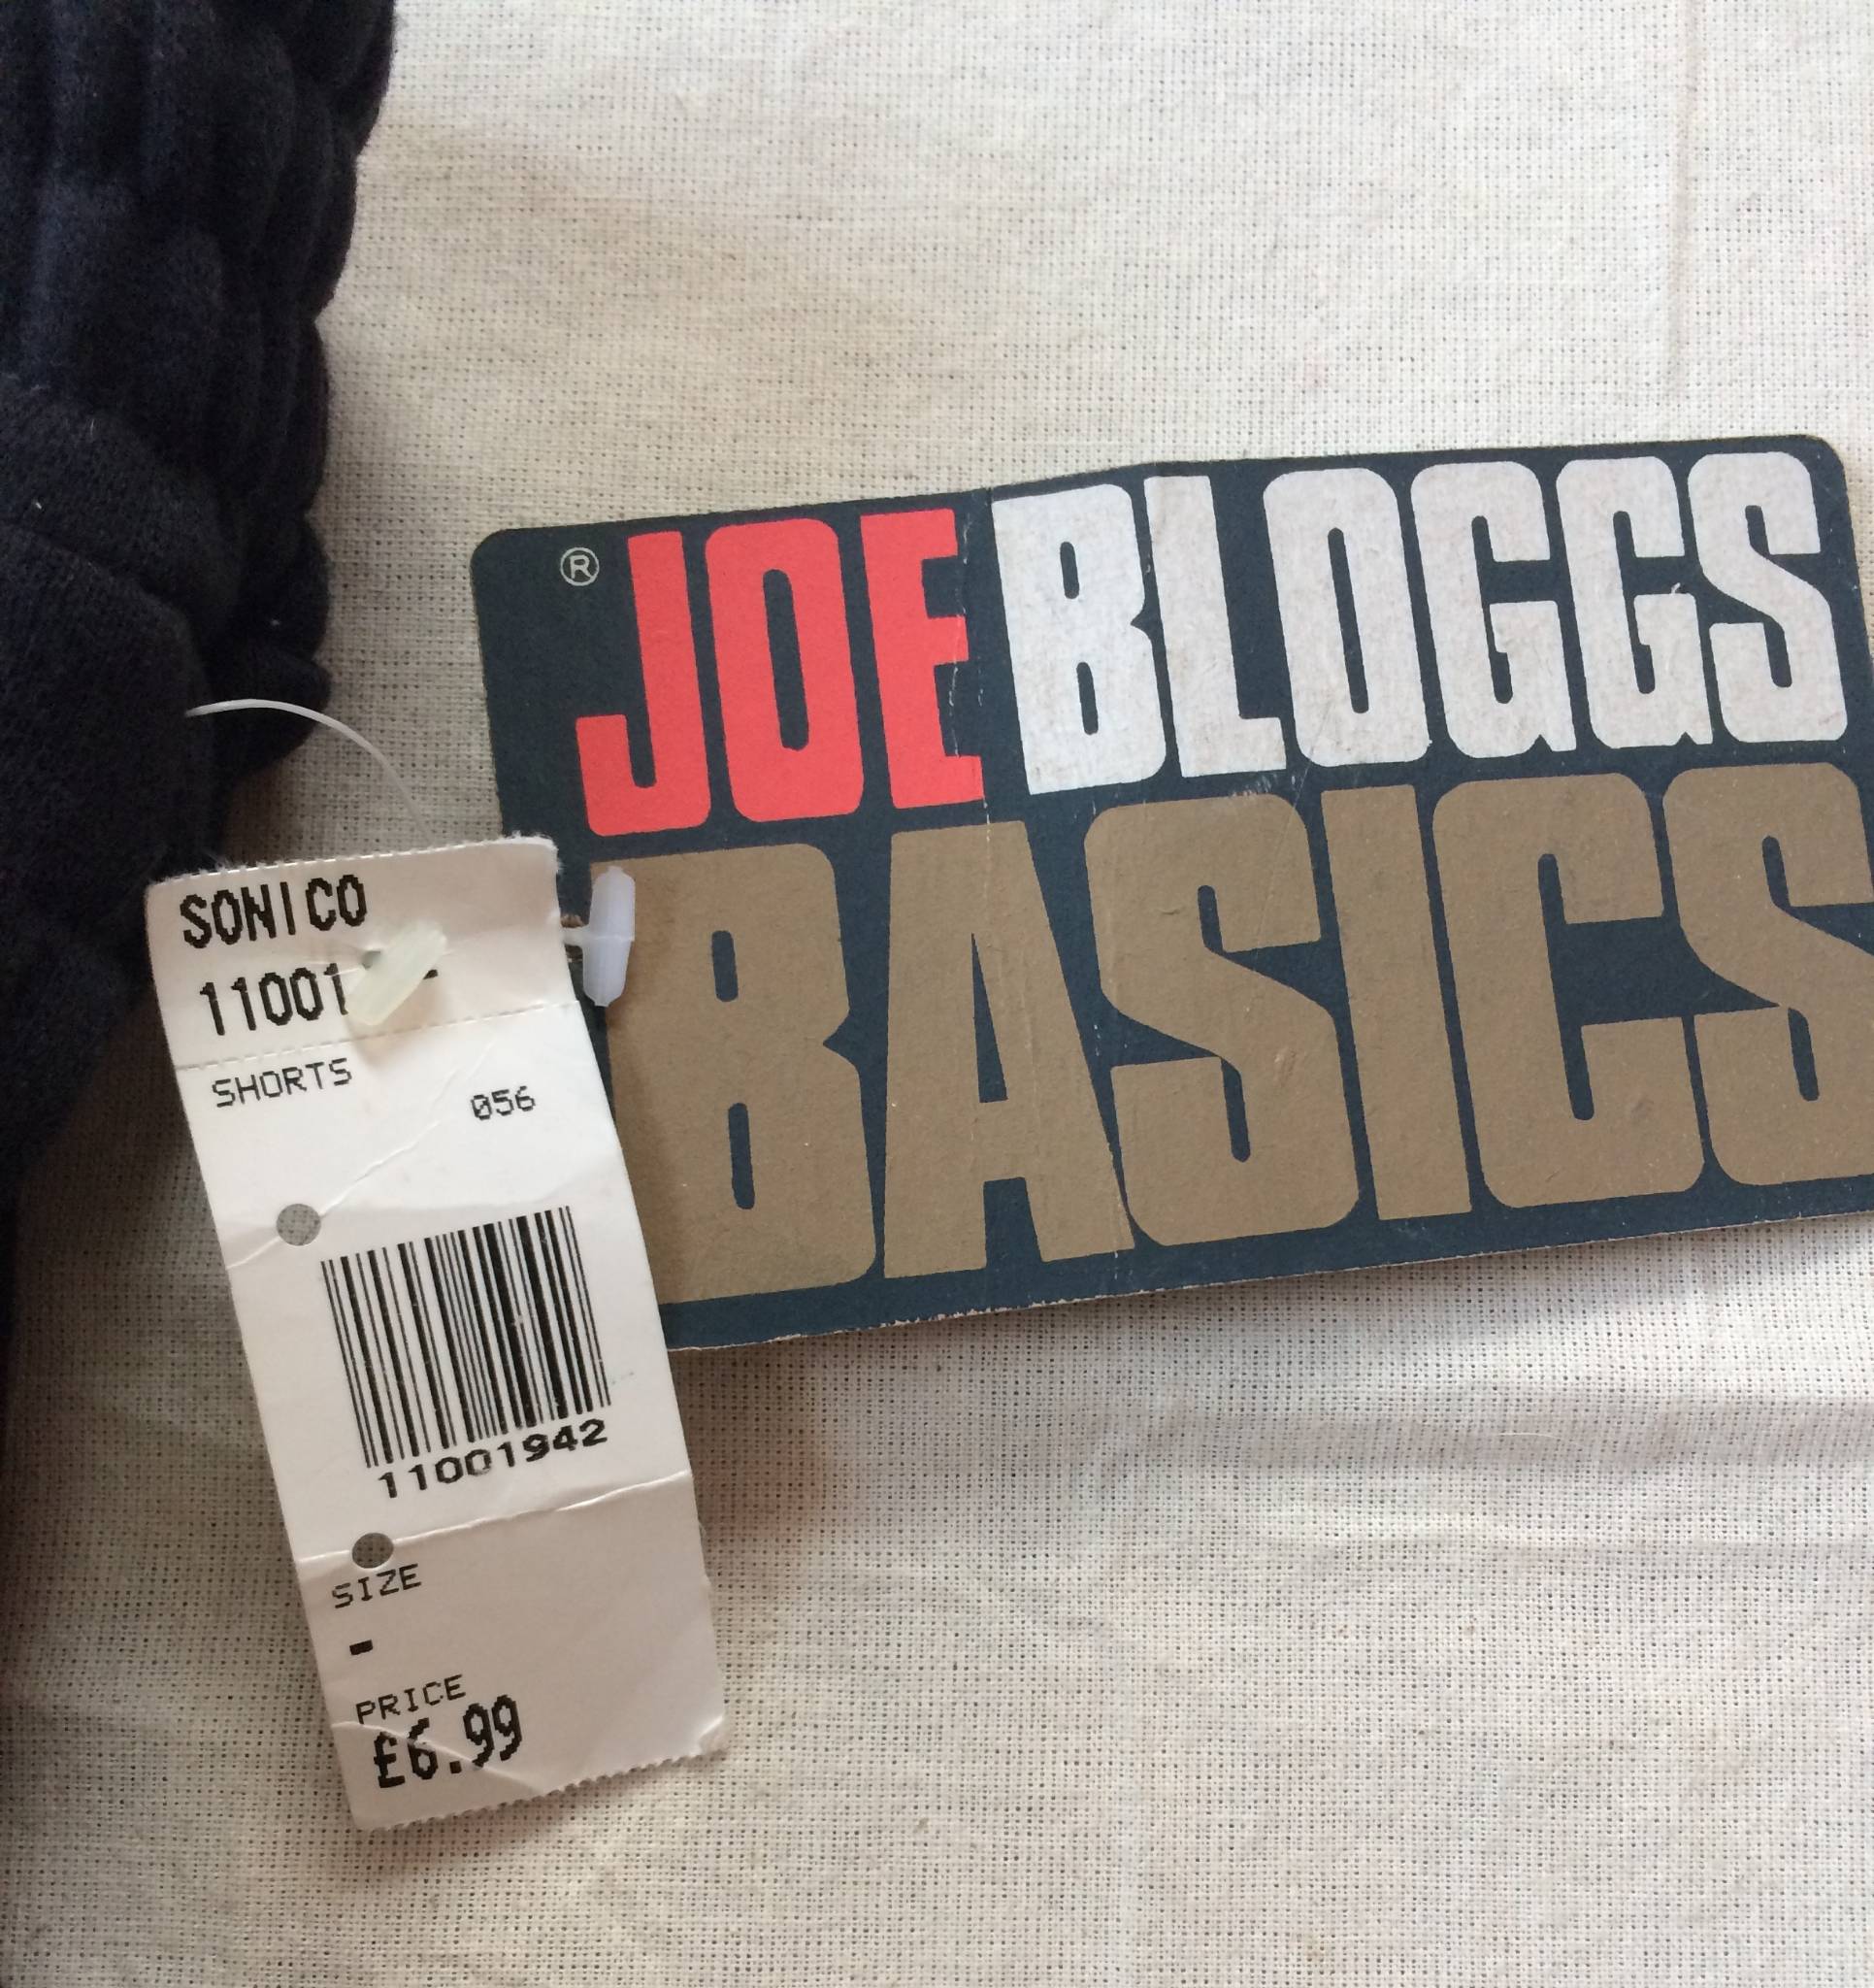 ® JOE BLOGGS
BASICS
SONICO
11001 -
SHORTS
056
11001942
SIZE
-
PRICE
£6.99